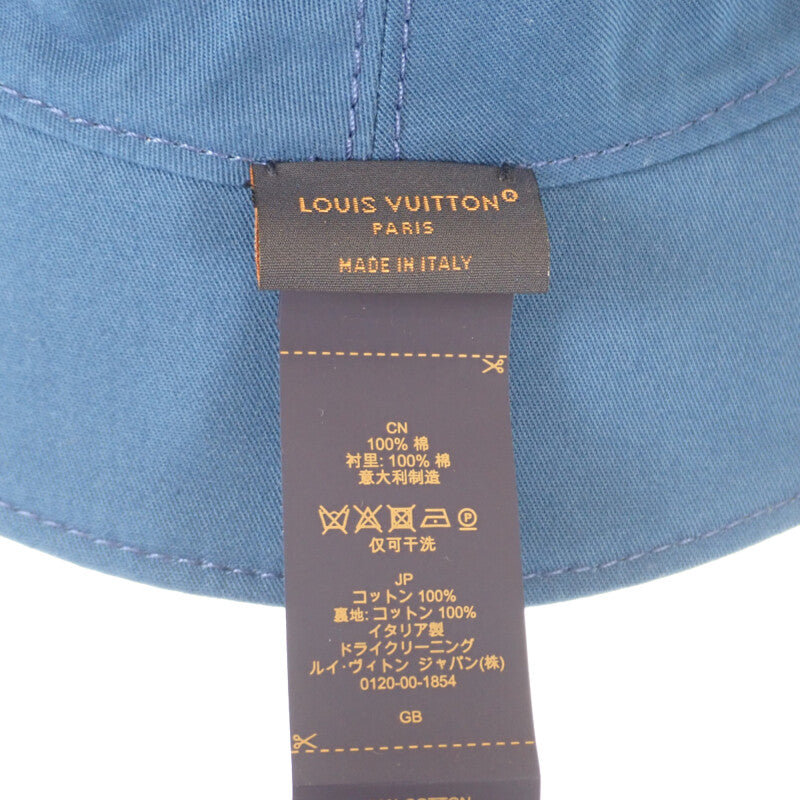 LOUIS VUITTON®
PARIS
MADE IN ITALY
CN
100% 棉
衬里: 100% 棉
意大利制造
P
仅可干洗
JP
コットン 100%
裏地: コットン 100%
イタリア製
ドライクリーニング
ルイ・ヴィトン ジャパン(株)
0120-00-1854
GB
COTTON